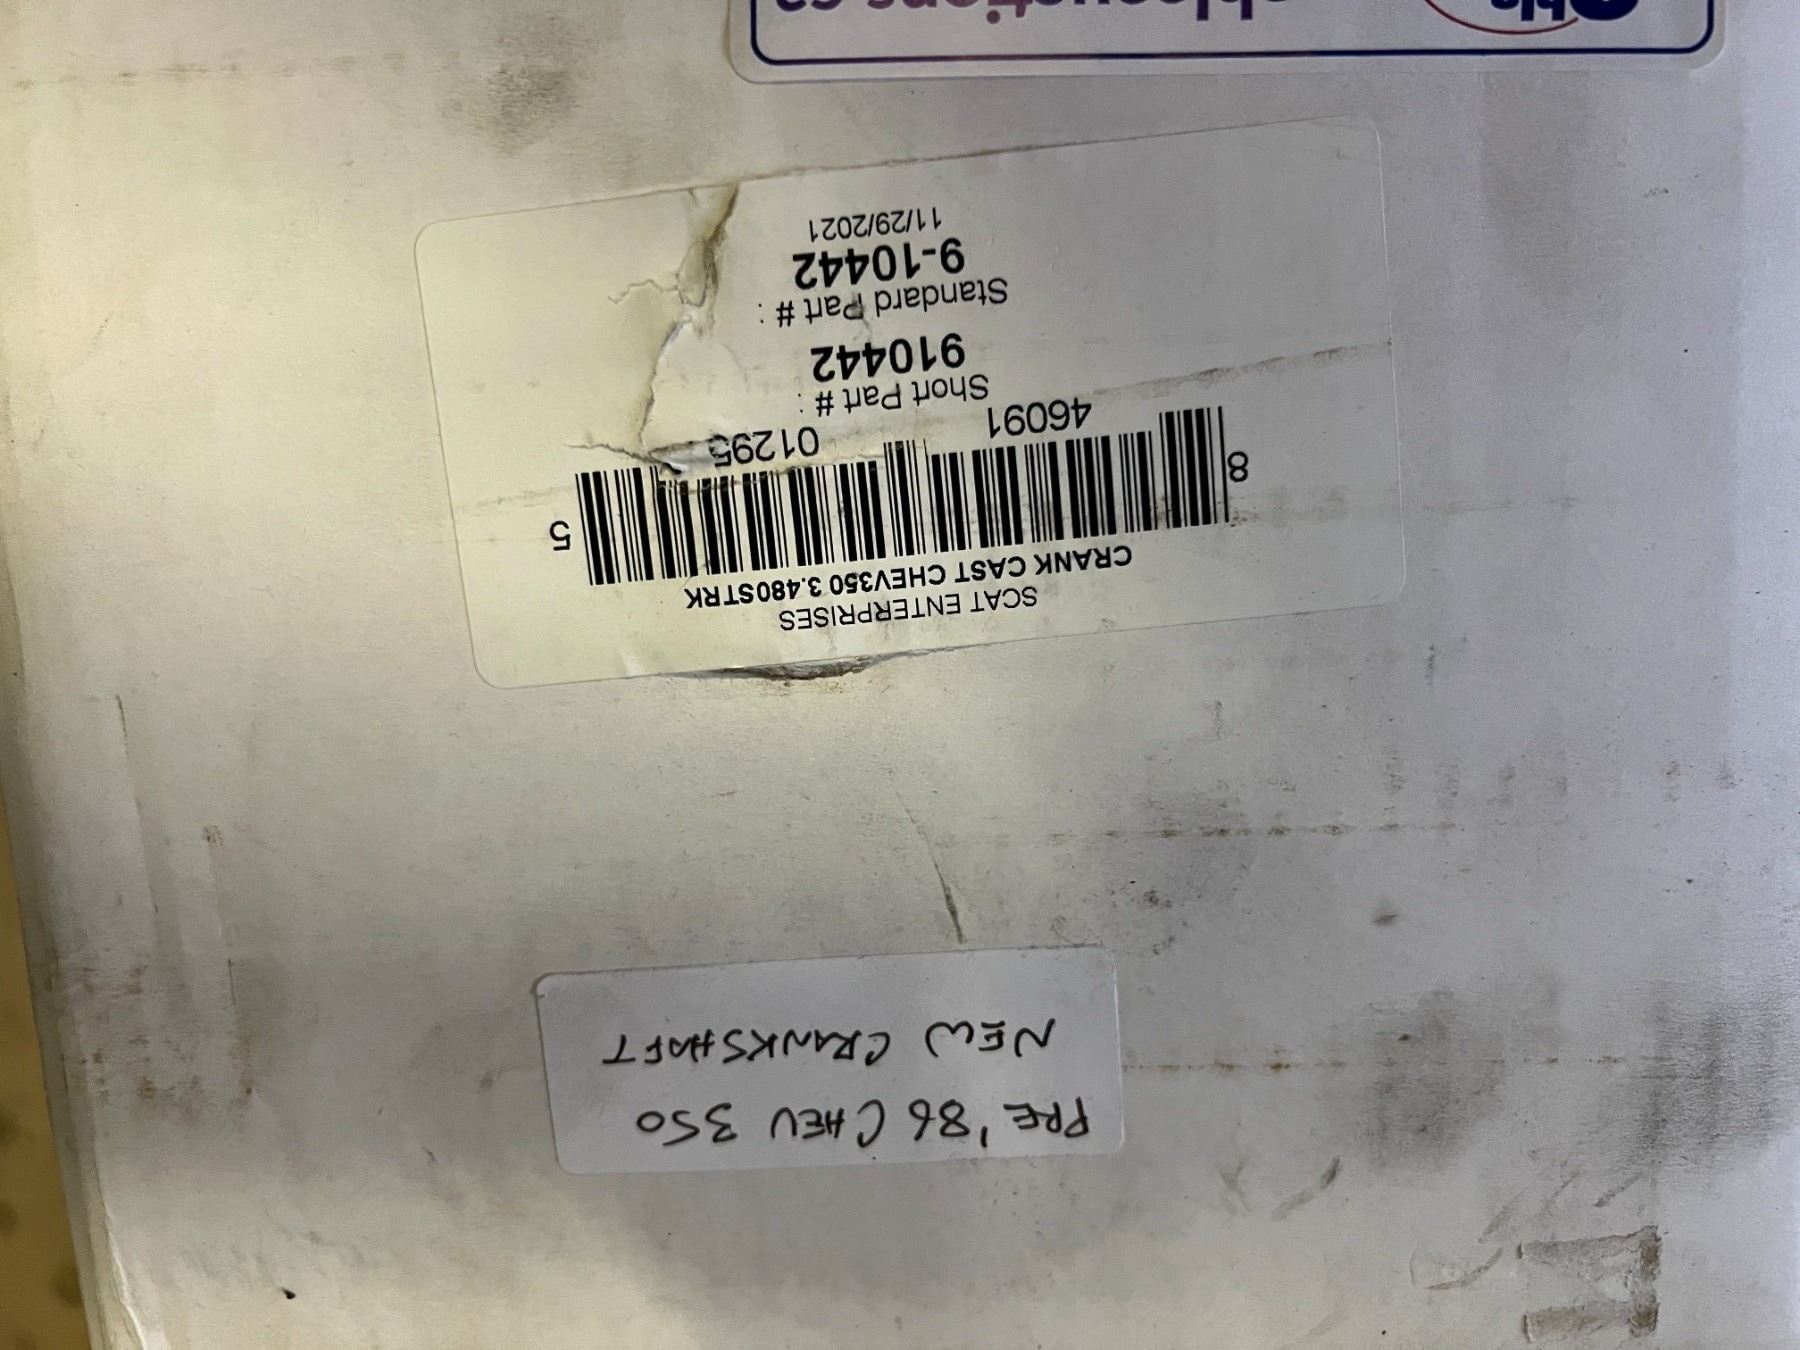 PRE '86 CHEV 350
NEW CRANKSHAFT
SCAT ENTERPRISES
CRANK CAST CHEV350 3.480STRK
8 46091 01295 5
Short Part # :
910442
Standard Part # :
9-10442
11/29/2021